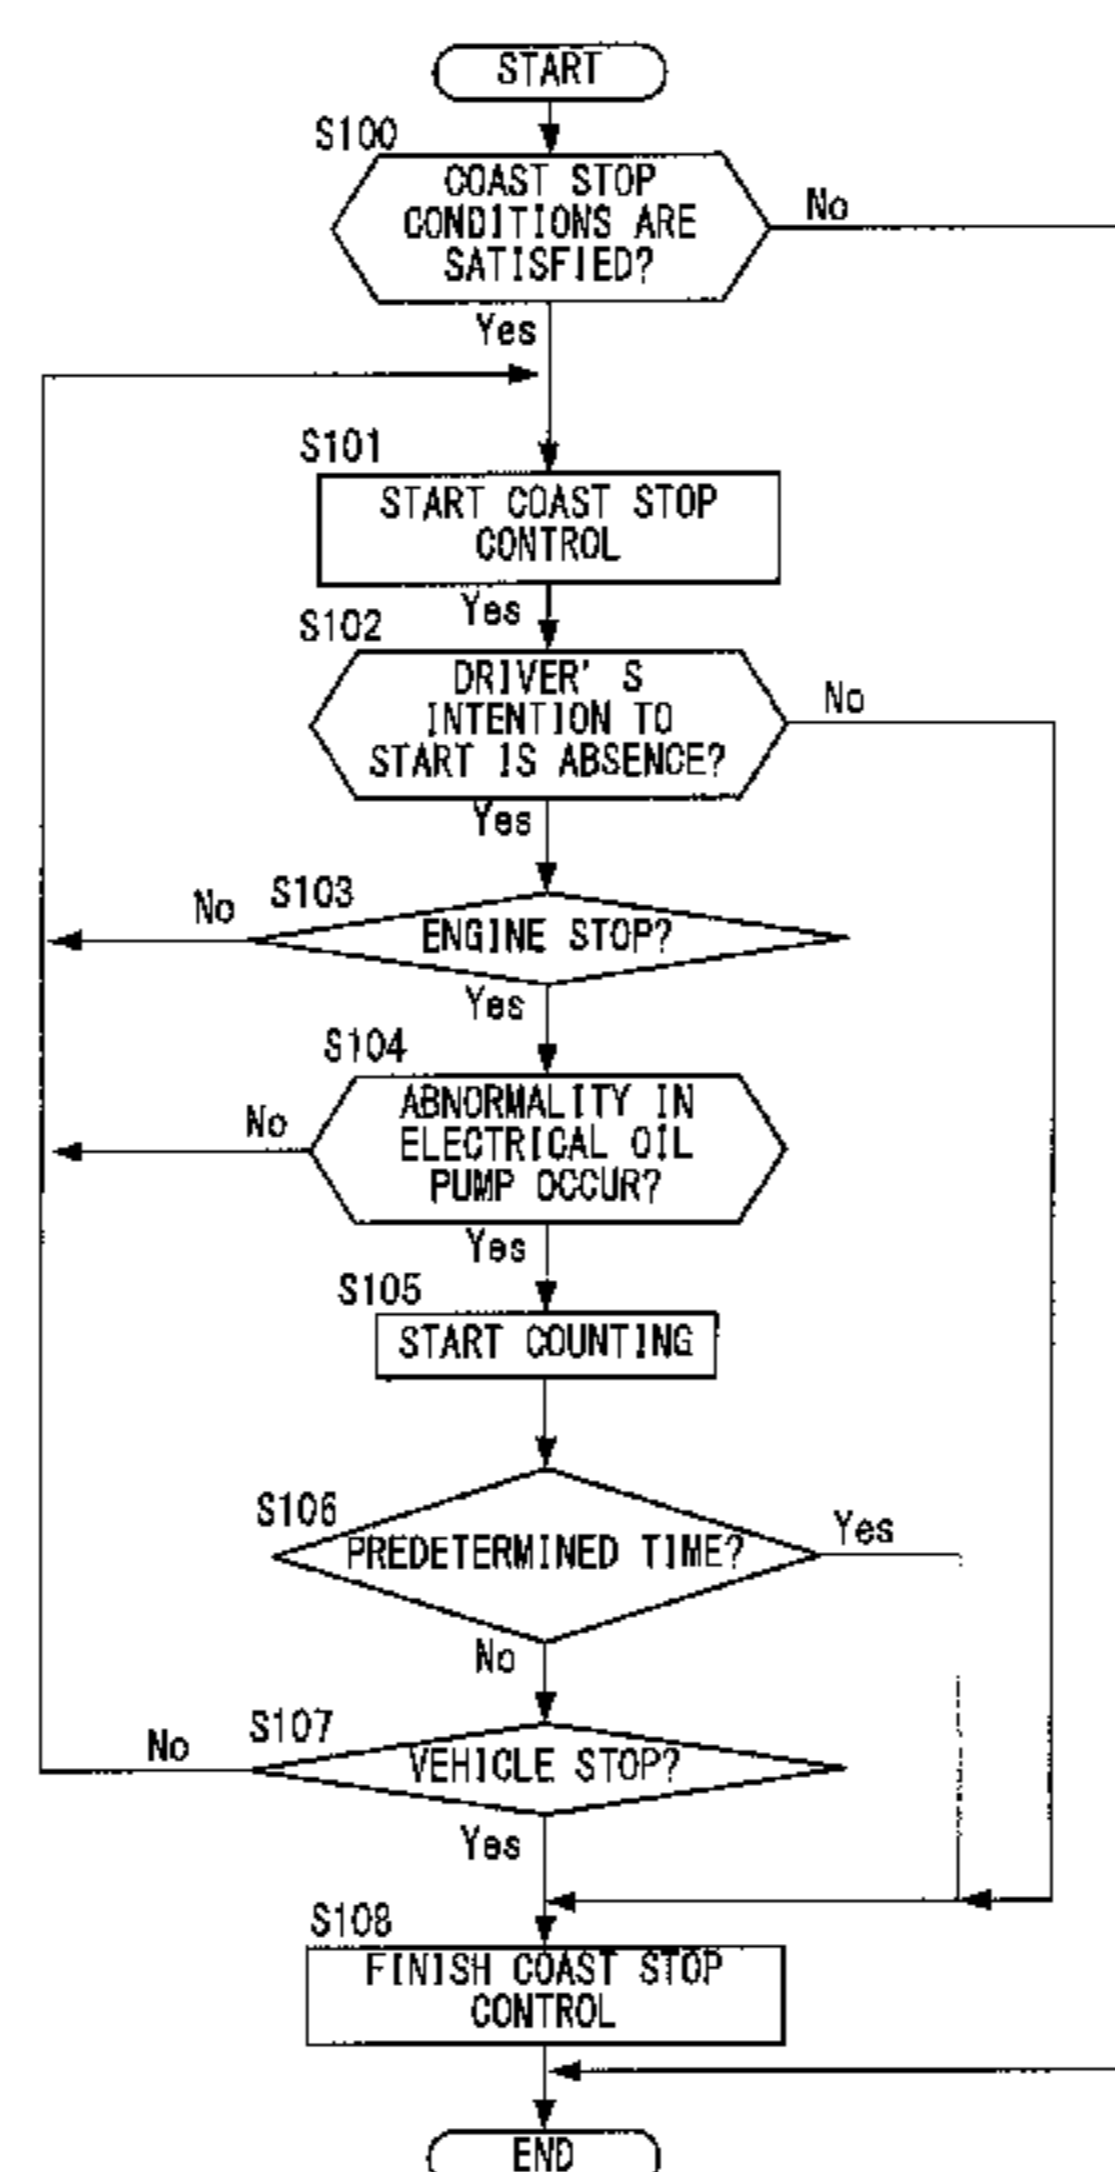 START
S100
COAST STOP
CONDITIONS ARE
SATISFIED?
No
Yes
S101
START COAST STOP
CONTROL
Yes
S102
DRIVER'S
INTENTION TO
START IS ABSENCE?
No
Yes
S103
No
ENGINE STOP?
Yes
S104
No
ABNORMALITY IN
ELECTRICAL OIL
PUMP OCCUR?
Yes
S105
START COUNTING
S106
PREDETERMINED TIME?
Yes
No
S107
No
VEHICLE STOP?
Yes
S108
FINISH COAST STOP
CONTROL
END